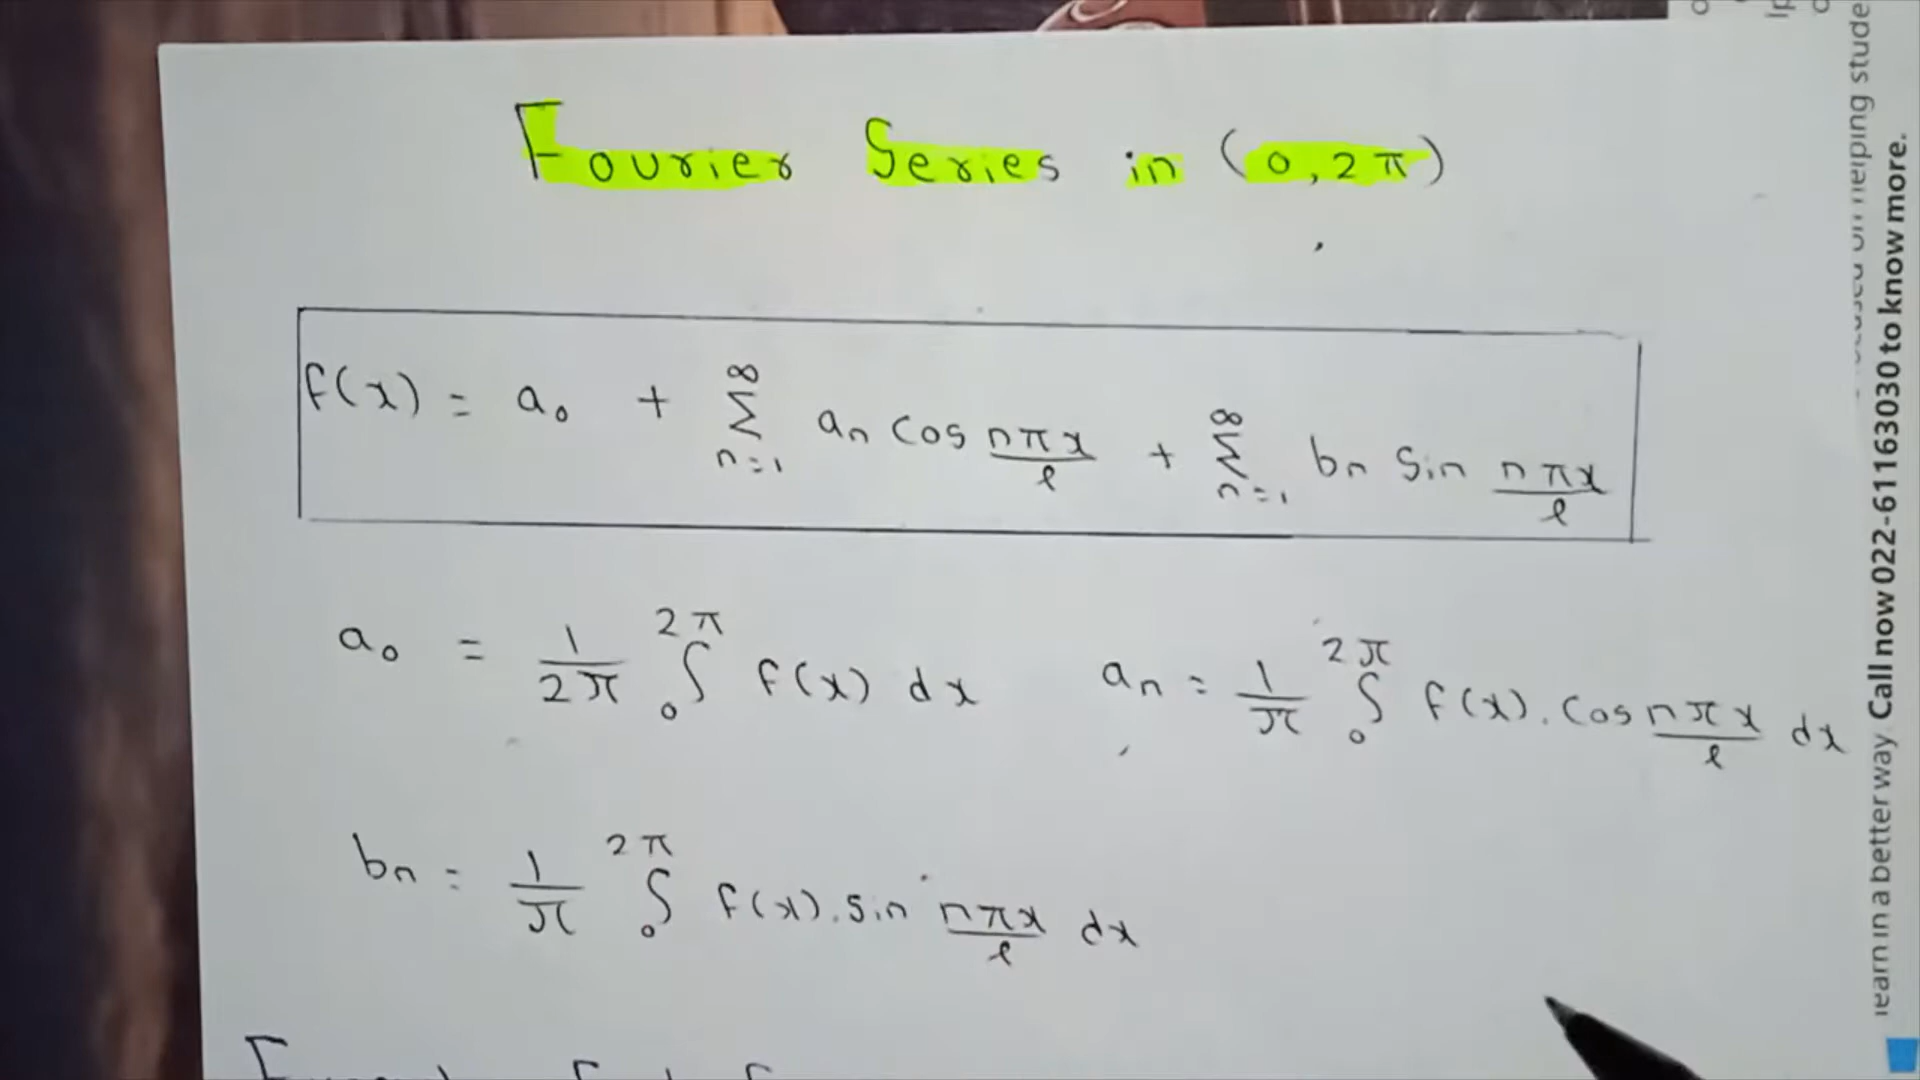 Fourier Series in (0, 2π)
f(x) = a₀ + ∞∑n=1 aₙ cos nπx/l + ∞∑n=1 bₙ sin nπx/l
a₀ = 1/2π ∫₀^2π f(x) dx aₙ = 1/π ∫₀^2π f(x). cos nπx/l dx
bₙ = 1/π ∫₀^2π f(x). sin nπx/l dx
helping stude
learn in a better way Call now 022-61163030 to know more.